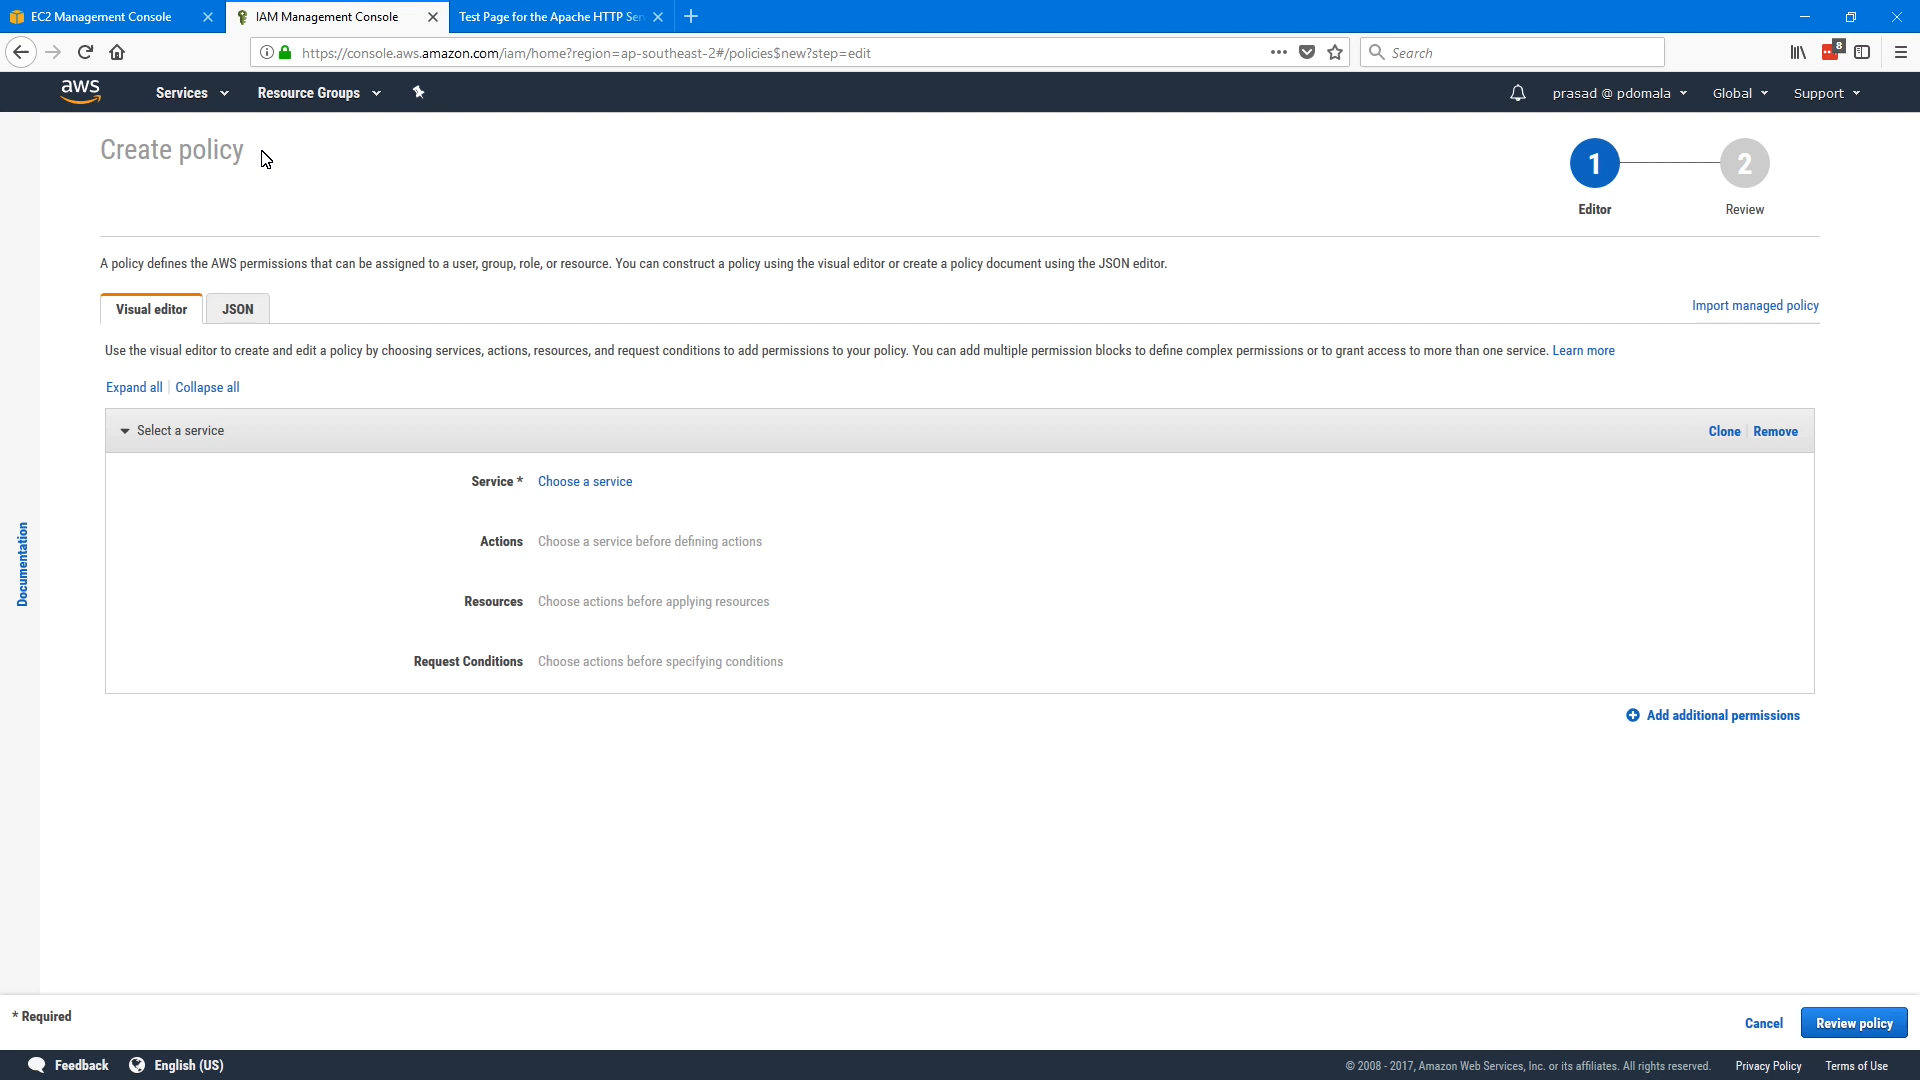 EC2 Management Console
IAM Management Console
Test Page for the Apache HTTP Ser
https://console.aws.amazon.com/iam/home?region=ap-southeast-2#/policies$new?step=edit
Search
8
aws
Services
Resource Groups
prasad @ pdomala
Global
Support
Create policy
1
2
Editor
Review
A policy defines the AWS permissions that can be assigned to a user, group, role, or resource. You can construct a policy using the visual editor or create a policy document using the JSON editor.
Visual editor
JSON
Import managed policy
Use the visual editor to create and edit a policy by choosing services, actions, resources, and request conditions to add permissions to your policy. You can add multiple permission blocks to define complex permissions or to grant access to more than one service. Learn more
Expand all
Collapse all
Select a service
Clone
Remove
Service *
Choose a service
Actions
Choose a service before defining actions
Resources
Choose actions before applying resources
Request Conditions
Choose actions before specifying conditions
Add additional permissions
Documentation
* Required
Cancel
Review policy
Feedback
English (US)
© 2008 - 2017, Amazon Web Services, Inc. or its affiliates. All rights reserved.
Privacy Policy
Terms of Use